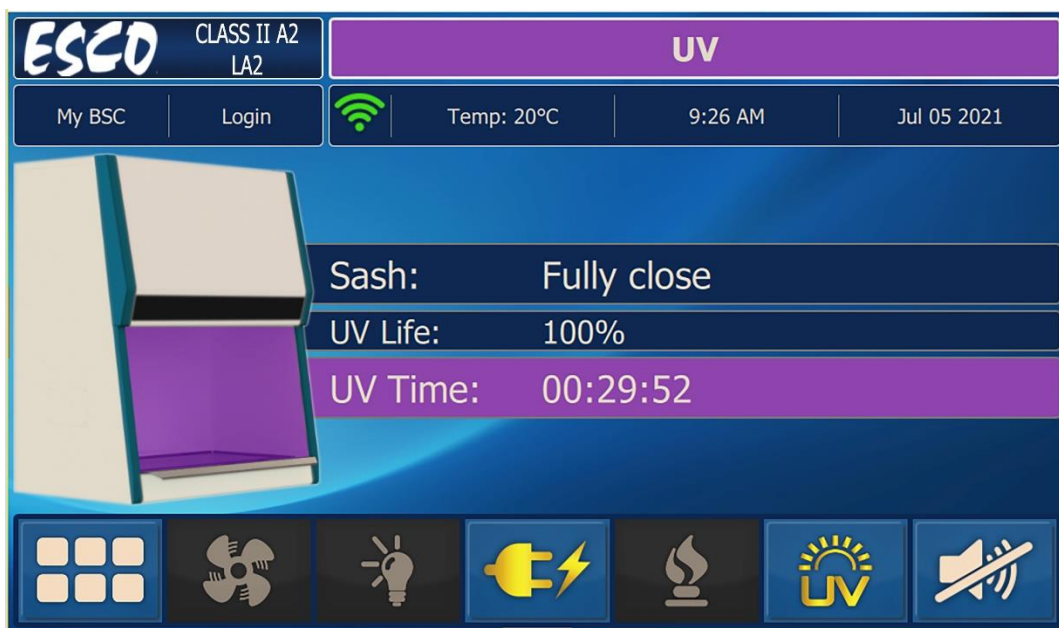 ESCO
CLASS II A2
LA2
UV
My BSC
Login
Temp: 20°C
9:26 AM
Jul 05 2021
Sash: Fully close
UV Life: 100%
UV Time: 00:29:52
UV